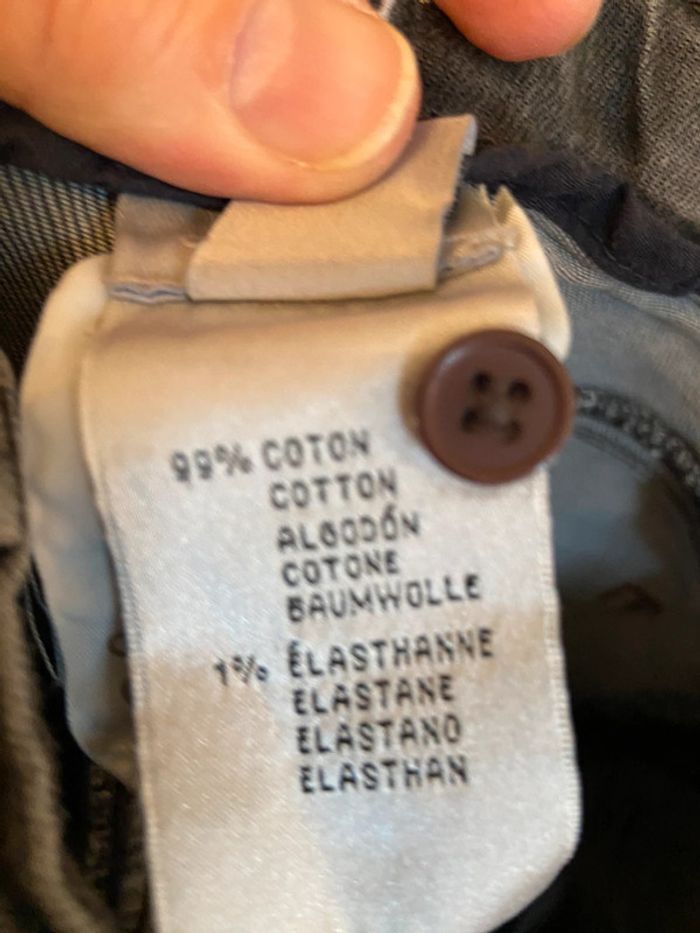 99% COTON
COTTON
ALGODÓN
COTONE
BAUMWOLLE
1% ÉLASTHANNE
ELASTANE
ELASTANO
ELASTHAN